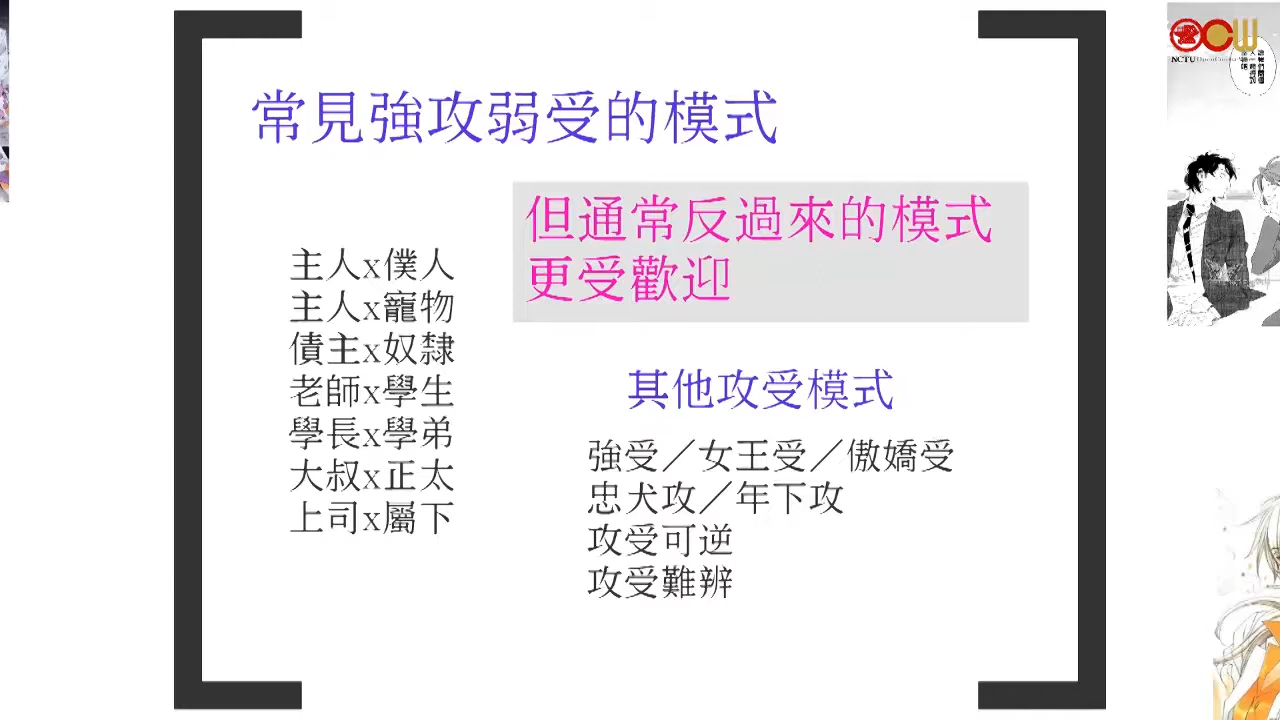 常見強攻弱受的模式
但通常反過來的模式
更受歡迎
主人x僕人
主人x寵物
債主x奴隸
老師x學生
學長x學弟
大叔x正太
上司x屬下
其他攻受模式
強受／女王受／傲嬌受
忠犬攻／年下攻
攻受可逆
攻受難辨
OCW
NCTU OpenCourseWare